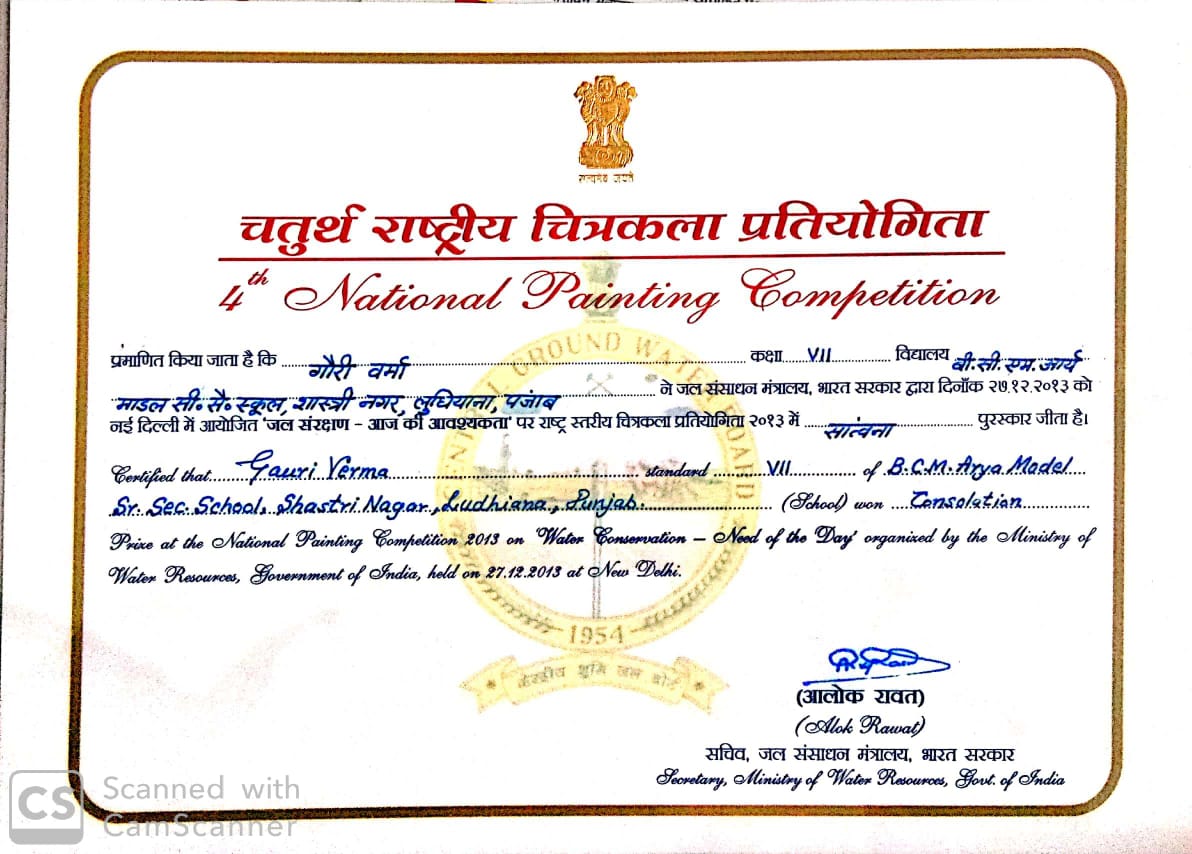 सत्यमेव जयते
चतुर्थ राष्ट्रीय चित्रकला प्रतियोगिता
4th National Painting Competition
प्रमाणित किया जाता है कि गौरी वर्मा कक्षा VII विद्यालय बी.सी.एम. आर्य
माडल सी. सै. स्कूल, शास्त्री नगर, लुधियाना, पंजाब ने जल संसाधन मंत्रालय, भारत सरकार द्वारा दिनाँक २७.१२.२०१३ को
नई दिल्ली में आयोजित 'जल संरक्षण - आज की आवश्यकता' पर राष्ट्र स्तरीय चित्रकला प्रतियोगिता २०१३ में सांत्वना पुरस्कार जीता है।
Certified that Gauri Verma standard VII of B.C.M. Arya Model
Sr. Sec. School, Shastri Nagar, Ludhiana, Punjab. (School) won Consolation
Prize at the National Painting Competition 2013 on 'Water Conservation – Need of the Day' organized by the Ministry of
Water Resources, Government of India, held on 27.12.2013 at New Delhi.
CENTRAL GROUND WATER BOARD
1954
केन्द्रीय भूमि जल बोर्ड
(आलोक रावत)
(Alok Rawat)
सचिव, जल संसाधन मंत्रालय, भारत सरकार
Secretary, Ministry of Water Resources, Govt. of India
CS Scanned with
CamScanner